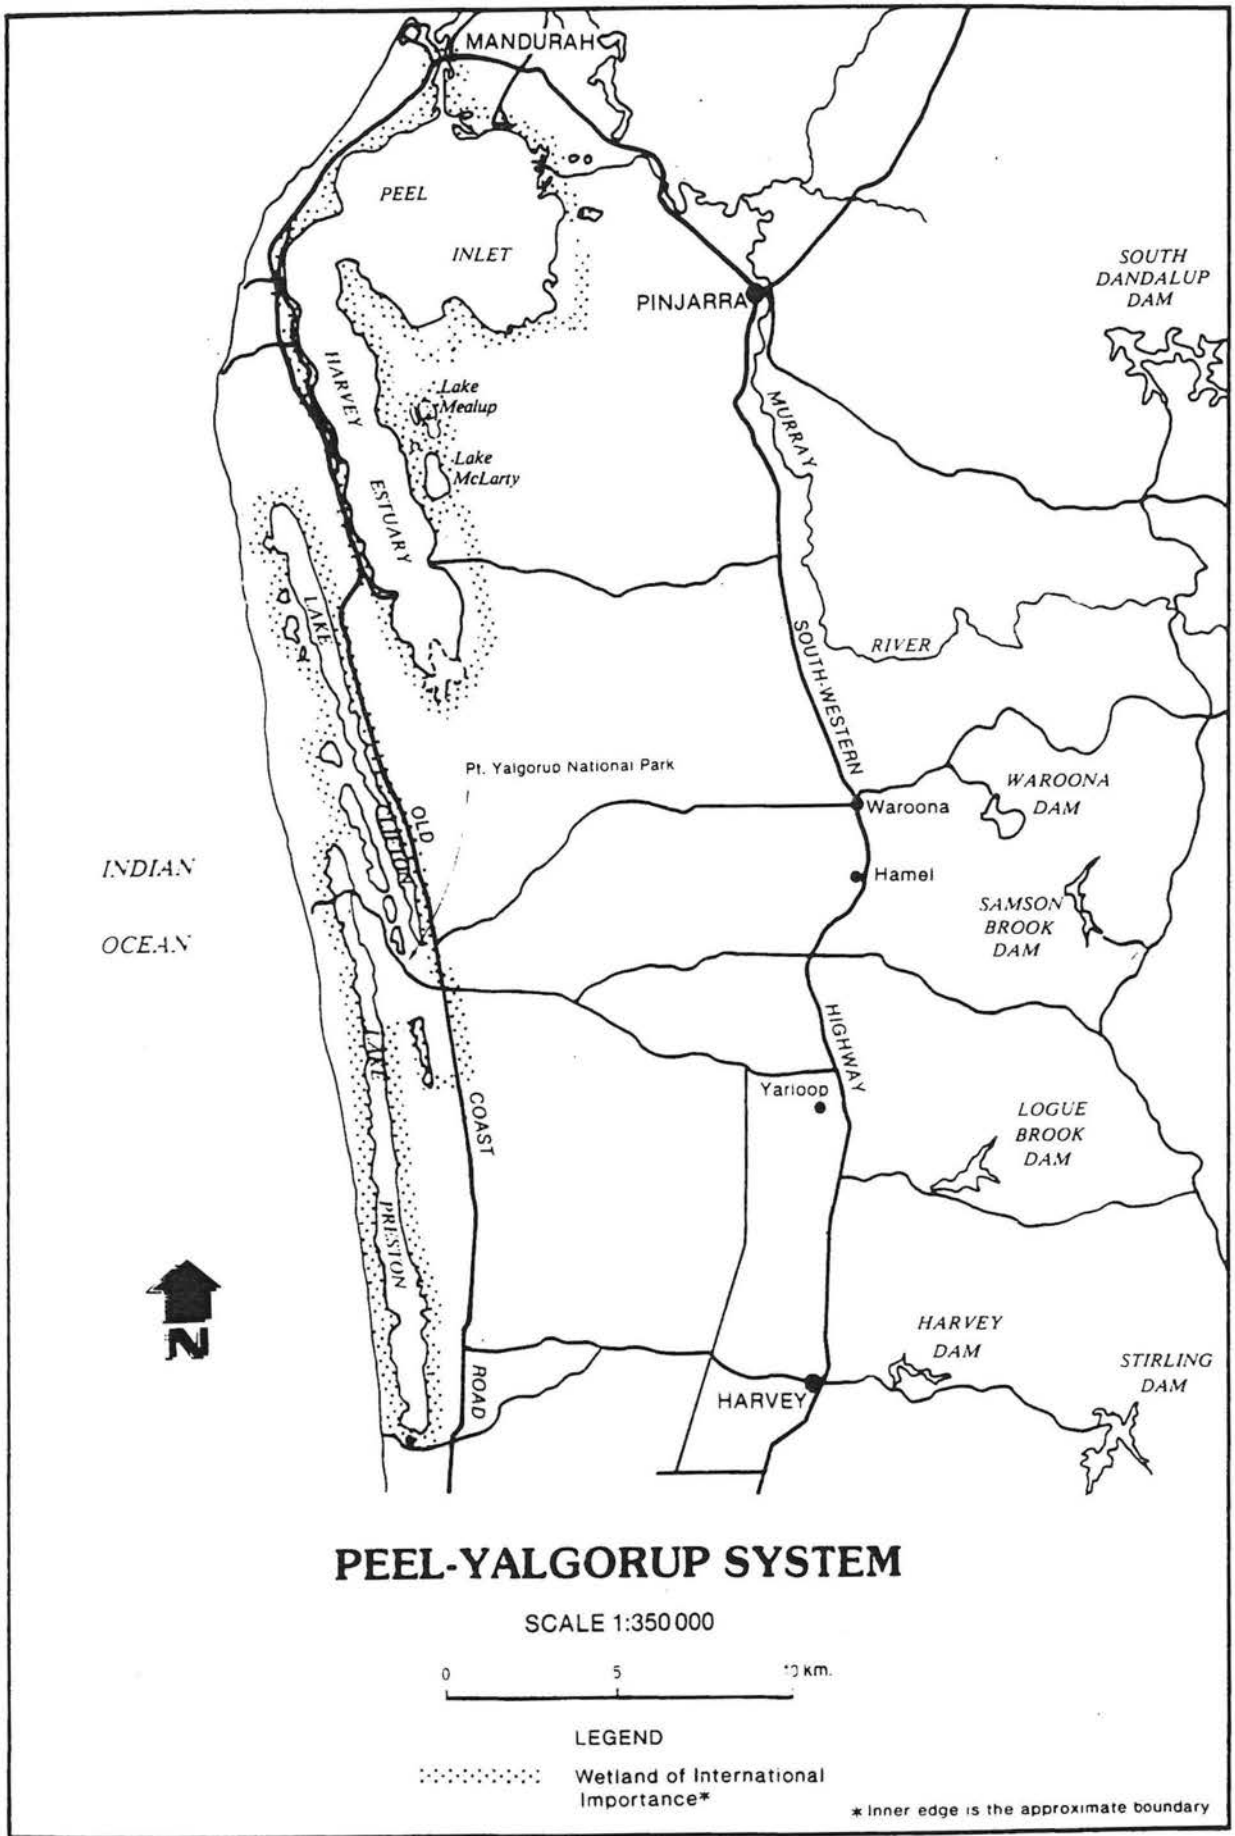 MANDURAH
PEEL
INLET
SOUTH
DANDALUP
DAM
PINJARRA
HARVEY
ESTUARY
Lake
Mealup
Lake
McLarty
MURRAY
RIVER
LAKE
CLIFTON
SOUTH-WESTERN
HIGHWAY
Pt. Yalgorup National Park
OLD
COAST
ROAD
WAROONA
DAM
Waroona
Hamel
INDIAN
OCEAN
SAMSON
BROOK
DAM
LAKE
PRESTON
Yarloop
LOGUE
BROOK
DAM
N
HARVEY
DAM
STIRLING
DAM
HARVEY
PEEL-YALGORUP SYSTEM
SCALE 1:350 000
0 5 10 km.
LEGEND
Wetland of International
Importance*
* Inner edge is the approximate boundary